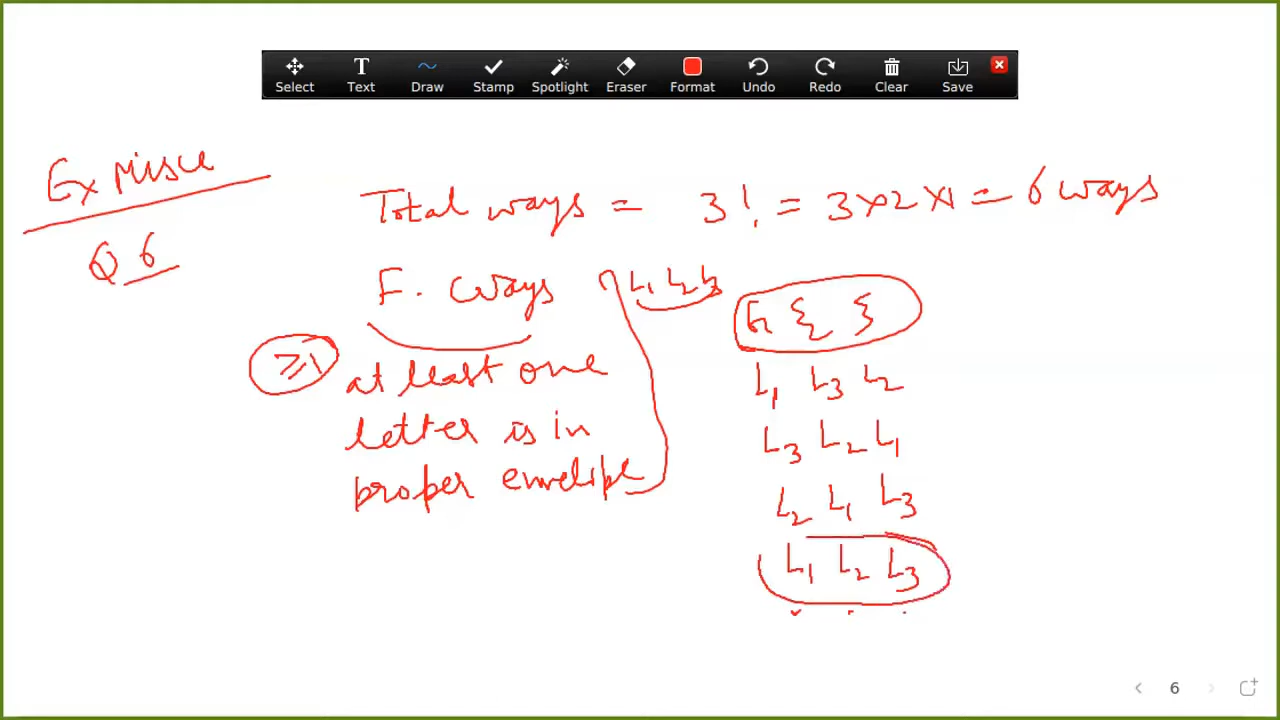 Select Text Draw Stamp Spotlight Eraser Format Undo Redo Clear Save
Ex Misce
Q 6
Total ways = 3! = 3×2×1 = 6 ways
F. ways
L1 L2 L3
≥1
at least one
letter is in
proper envelope
{ }
L1 L3 L2
L3 L2 L1
L2 L1 L3
L1 L2 L3
6